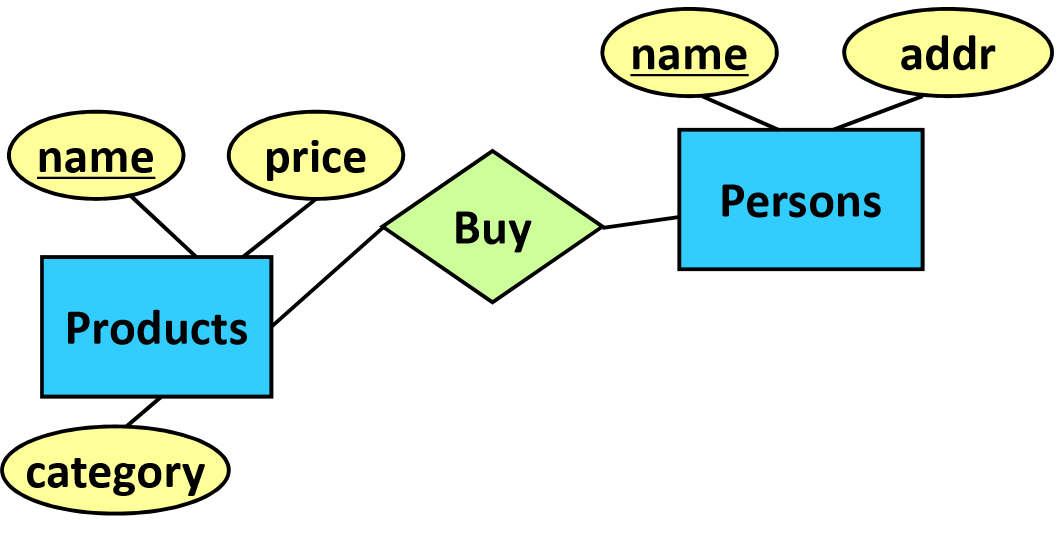 name
addr
name
price
Buy
Persons
Products
category